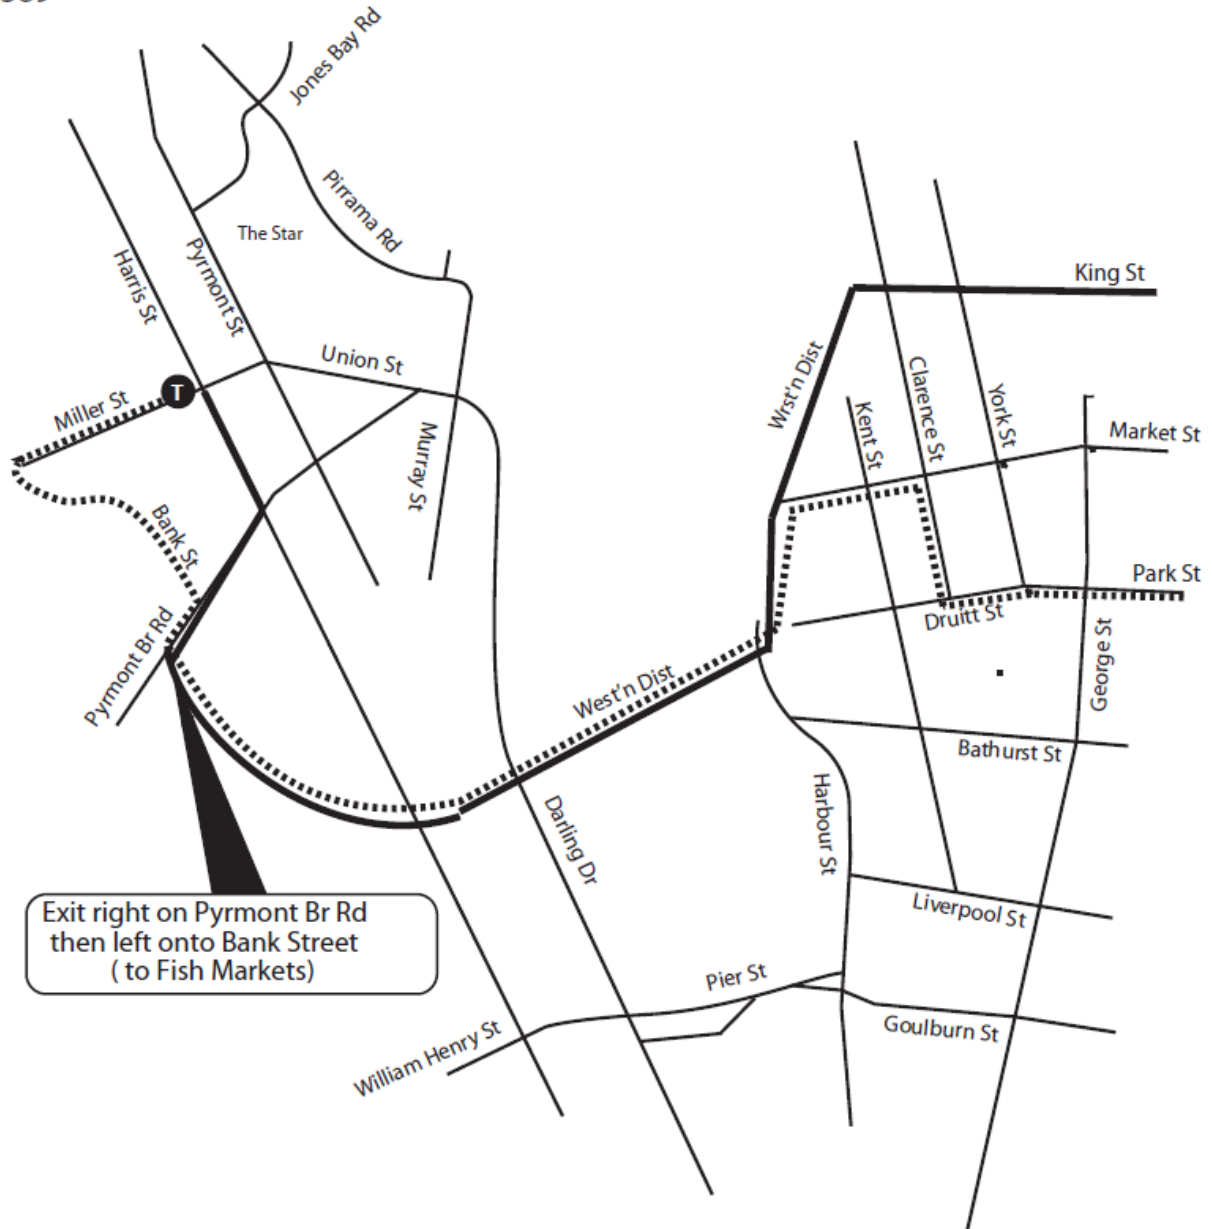 Jones Bay Rd
Pirrama Rd
The Star
Harris St
Pyrmont St
King St
Union St
Wrst'n Dist
Clarence St
York St
Kent St
Market St
T
Miller St
Murray St
Bank St
Park St
Druitt St
Pyrmont Br Rd
George St
West'n Dist
Bathurst St
Harbour St
Darling Dr
Exit right on Pyrmont Br Rd
then left onto Bank Street
( to Fish Markets)
Liverpool St
Pier St
Goulburn St
William Henry St